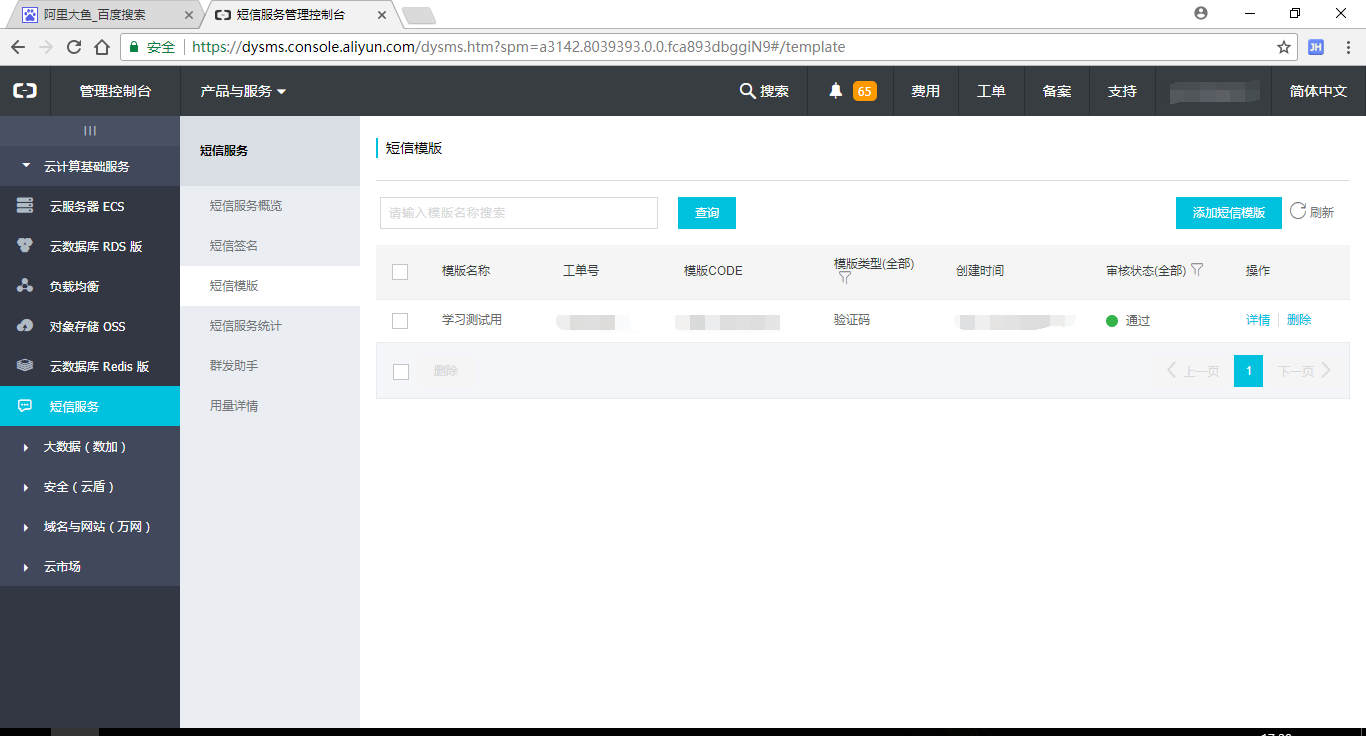 阿里大鱼_百度搜索
短信服务管理控制台
安全 https://dysms.console.aliyun.com/dysms.htm?spm=a3142.8039393.0.0.fca893dbggiN9#/template
JH
管理控制台 产品与服务 搜索 65 费用 工单 备案 支持 简体中文
云计算基础服务
云服务器 ECS
云数据库 RDS 版
负载均衡
对象存储 OSS
云数据库 Redis 版
短信服务
大数据 ( 数加 )
安全 ( 云盾 )
域名与网站 ( 万网 )
云市场
短信服务
短信服务概览
短信签名
短信模版
短信服务统计
群发助手
用量详情
短信模版
请输入模版名称搜索 查询 添加短信模版 刷新
模版名称 工单号 模版CODE 模版类型(全部) 创建时间 审核状态(全部) 操作
学习测试用 验证码 通过 详情 删除
删除 上一页 1 下一页